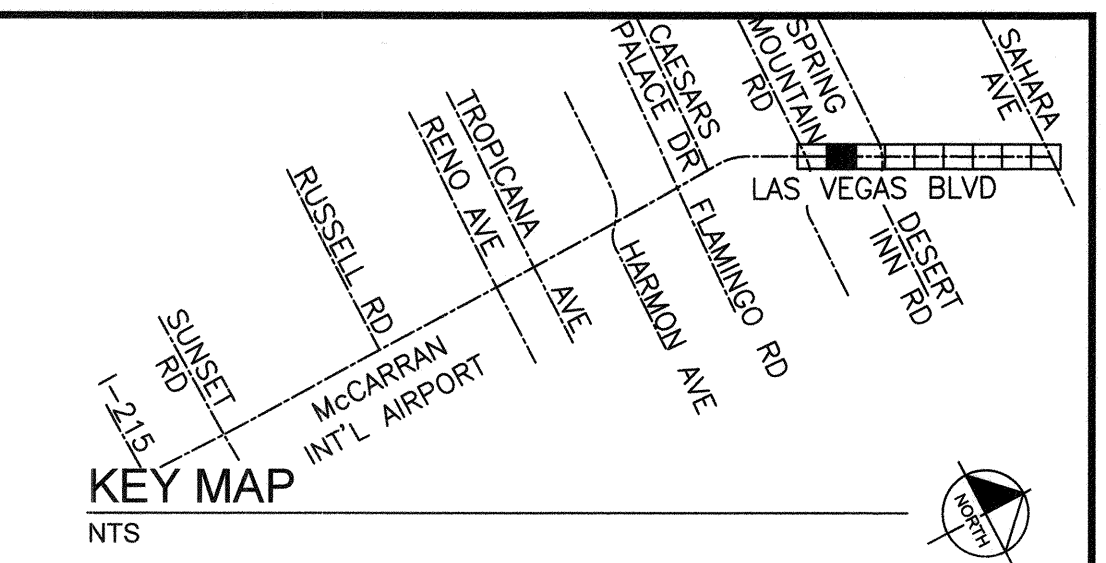 CAESARS
PALACE DR
SPRING
MOUNTAIN
RD
SAHARA
AVE
TROPICANA
AVE
RENO AVE
LAS VEGAS BLVD
RUSSELL RD
FLAMINGO RD
DESERT
INN RD
HARMON AVE
SUNSET
RD
McCARRAN
INT'L AIRPORT
I-215
KEY MAP
NTS
NORTH